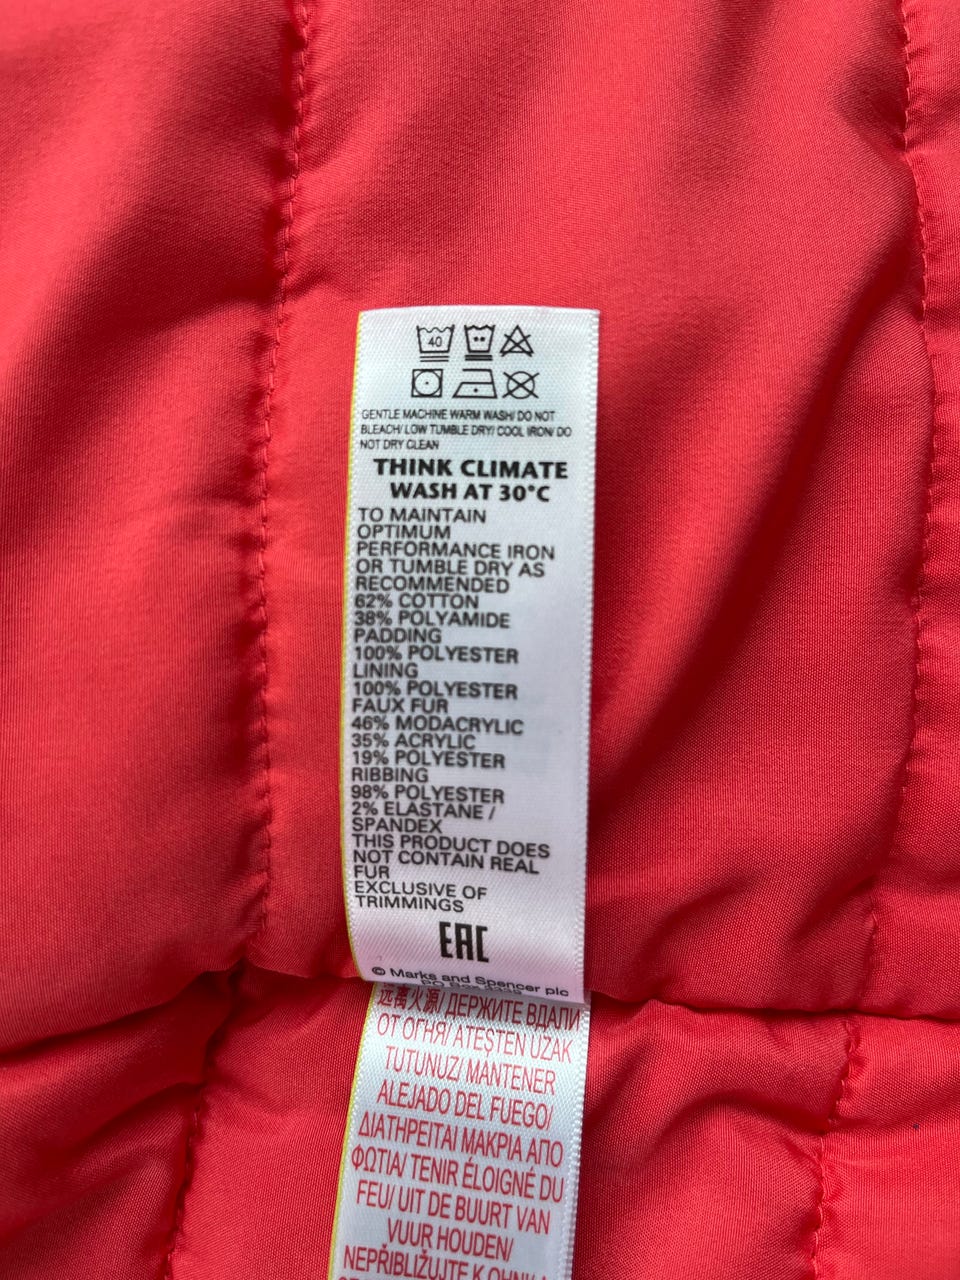 40
GENTLE MACHINE WARM WASH/ DO NOT
BLEACH/ LOW TUMBLE DRY/ COOL IRON/ DO
NOT DRY CLEAN
THINK CLIMATE
WASH AT 30°C
TO MAINTAIN
OPTIMUM
PERFORMANCE IRON
OR TUMBLE DRY AS
RECOMMENDED
62% COTTON
38% POLYAMIDE
PADDING
100% POLYESTER
LINING
100% POLYESTER
FAUX FUR
46% MODACRYLIC
35% ACRYLIC
19% POLYESTER
RIBBING
98% POLYESTER
2% ELASTANE /
SPANDEX
THIS PRODUCT DOES
NOT CONTAIN REAL
FUR
EXCLUSIVE OF
TRIMMINGS
EAC
© Marks and Spencer plc
PO Box
远离火源/ ДЕРЖИТЕ ВДАЛИ
ОТ ОГНЯ/ ATEŞTEN UZAK
TUTUNUZ/ MANTENER
ALEJADO DEL FUEGO/
ΔΙΑΤΗΡΕΙΤΑΙ ΜΑΚΡΙΑ ΑΠΟ
ΦΩΤΙΑ/ TENIR ÉLOIGNÉ DU
FEU/ UIT DE BUURT VAN
VUUR HOUDEN/
NEPŘIBLIŽUJTE K OHNI/